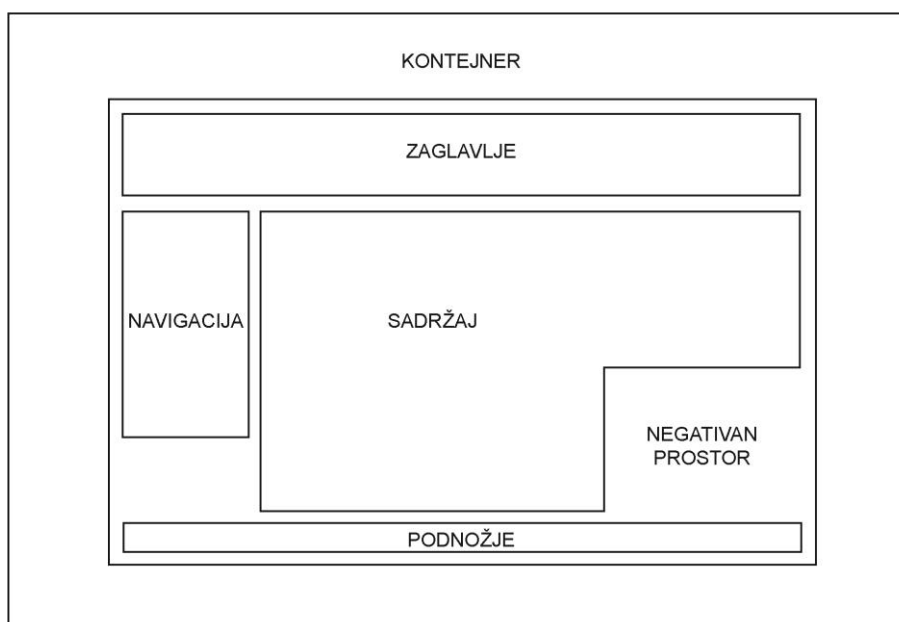 KONTEJNER
ZAGLAVLJE
NAVIGACIJA
SADRŽAJ
NEGATIVAN
PROSTOR
PODNOŽJE